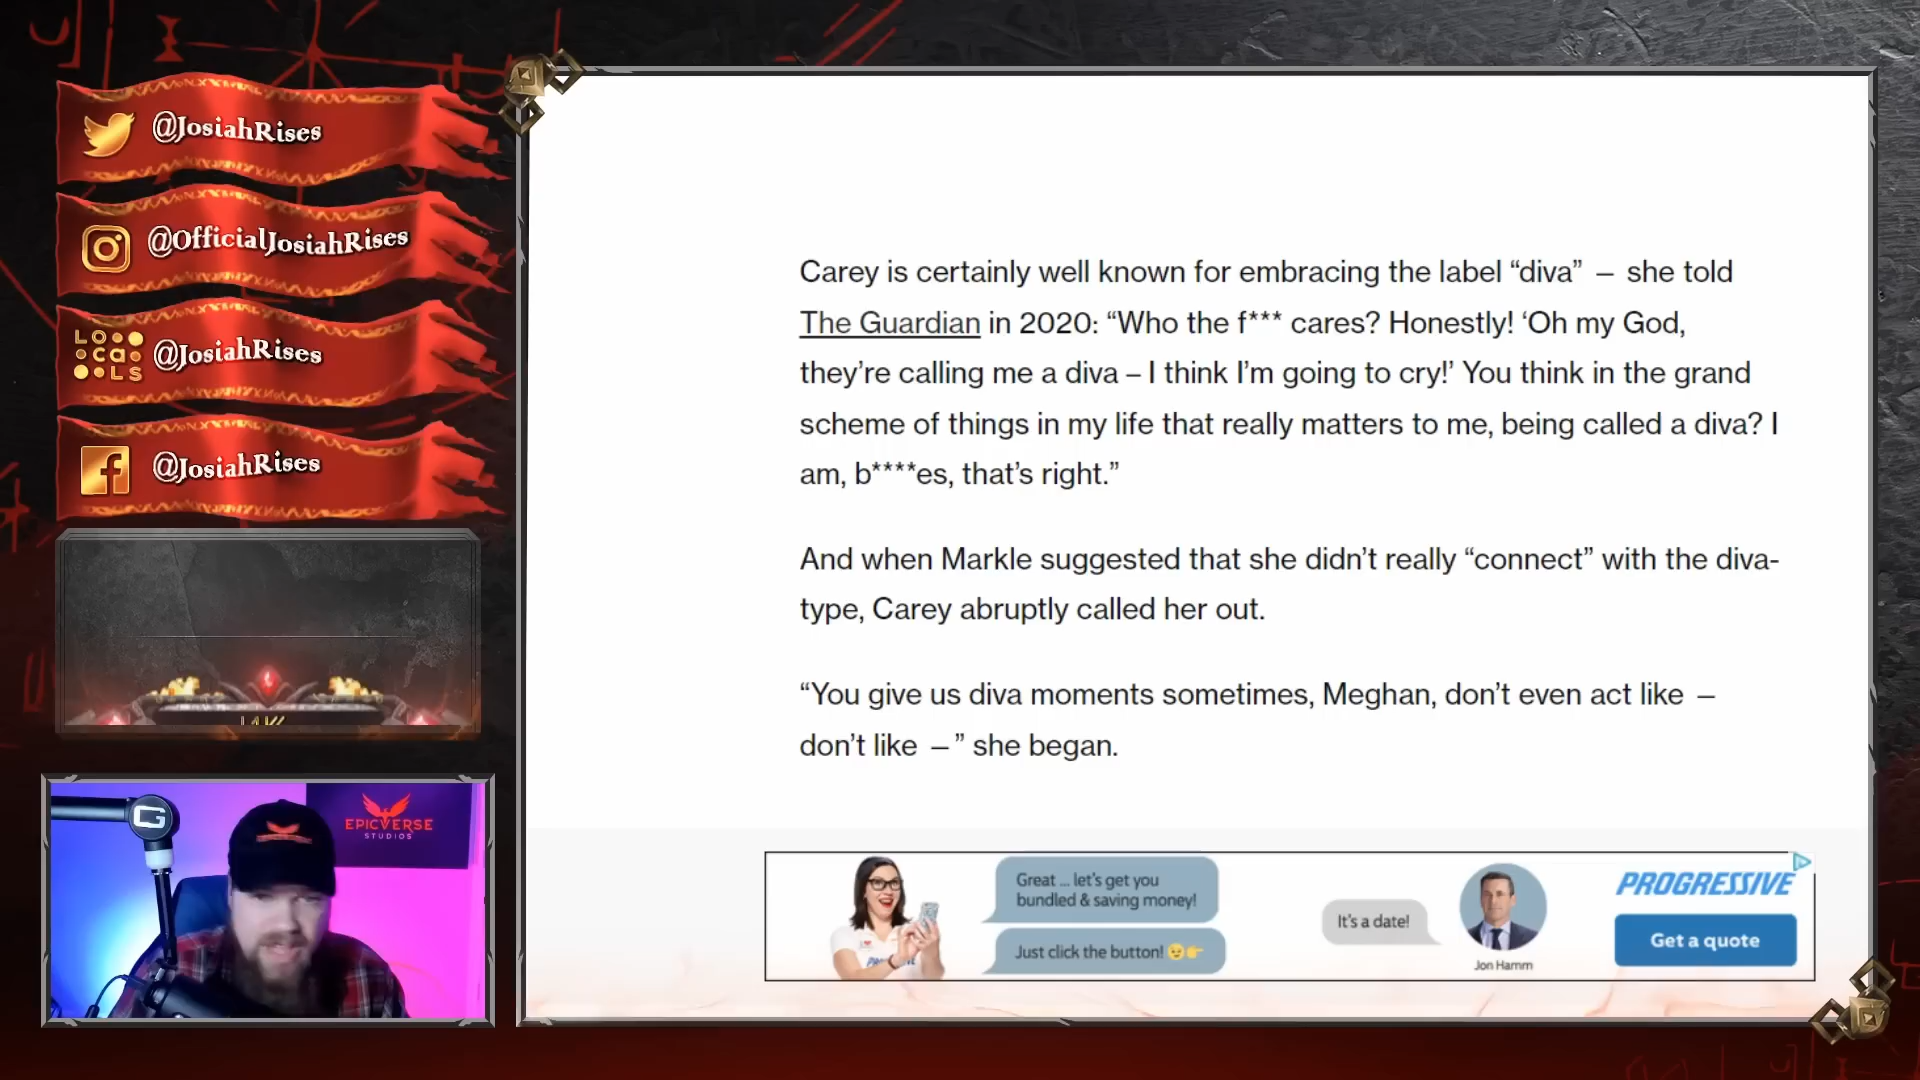 @JosiahRises
@OfficialJosiahRises
LOcaLS
@JosiahRises
@JosiahRises
EPICVERSE
STUDIOS
Carey is certainly well known for embracing the label “diva” – she told
The Guardian in 2020: “Who the f*** cares? Honestly! ‘Oh my God,
they’re calling me a diva – I think I’m going to cry!’ You think in the grand
scheme of things in my life that really matters to me, being called a diva? I
am, b****es, that’s right.”
And when Markle suggested that she didn’t really “connect” with the diva-
type, Carey abruptly called her out.
“You give us diva moments sometimes, Meghan, don’t even act like –
don’t like – ” she began.
Great ... let’s get you
bundled & saving money!
Just click the button! 😉👉
It’s a date!
Jon Hamm
PROGRESSIVE
Get a quote